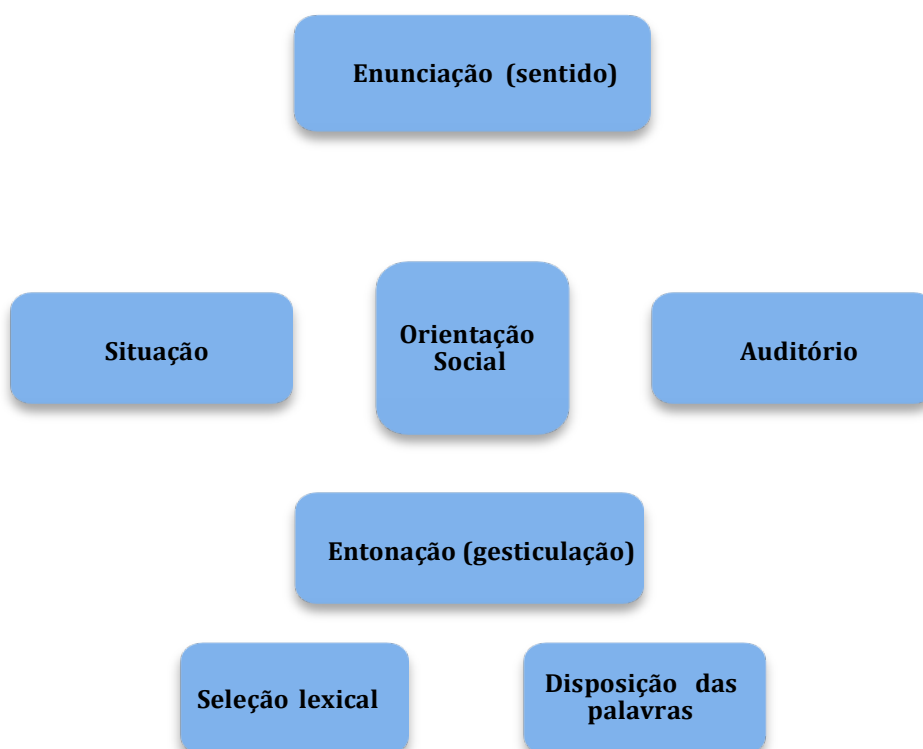 Enunciação (sentido)
Situação
Orientação
Social
Auditório
Entonação (gesticulação)
Seleção lexical
Disposição das
palavras